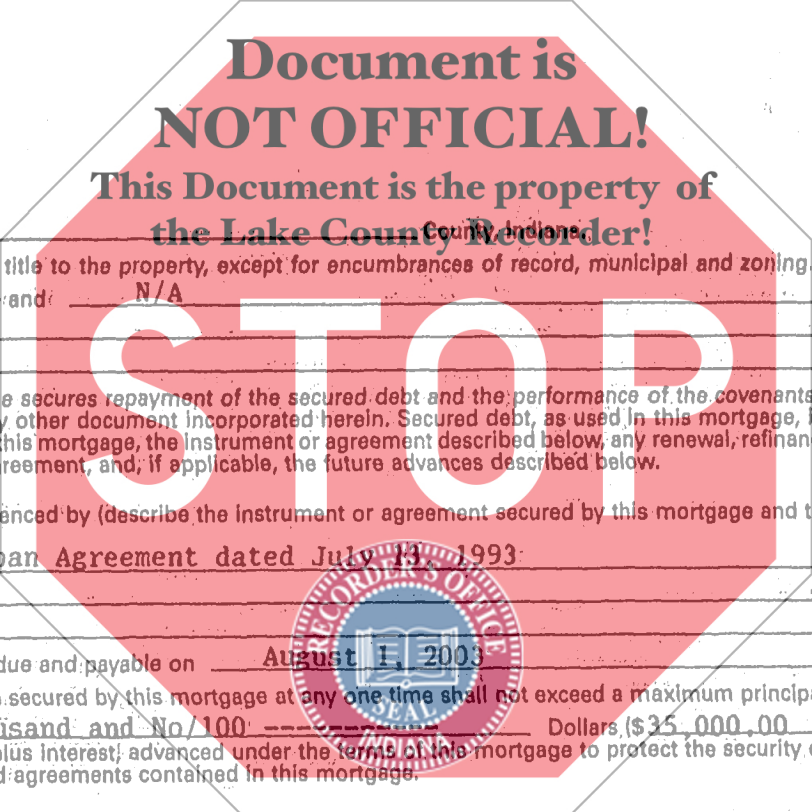 Document is
NOT OFFICIAL!
This Document is the property of
the Lake County Recorder!
County, Indiana,
title to the property, except for encumbrances of record, municipal and zoning
and N/A
STOP
e secures repayment of the secured debt and the performance of the covenants
y other document incorporated herein. Secured debt, as used in this mortgage,
his mortgage, the instrument or agreement described below, any renewal, refinan
reement, and, if applicable, the future advances described below.
enced by (describe the instrument or agreement secured by this mortgage and t
oan Agreement dated July 13, 1993
due and payable on August 1, 2003
secured by this mortgage at any one time shall not exceed a maximum principa
usand and No/100 ---------- Dollars ($35,000.00
plus interest, advanced under the terms of this mortgage to protect the security
d agreements contained in this mortgage.
RECORDER'S OFFICE
SEAL
INDIANA